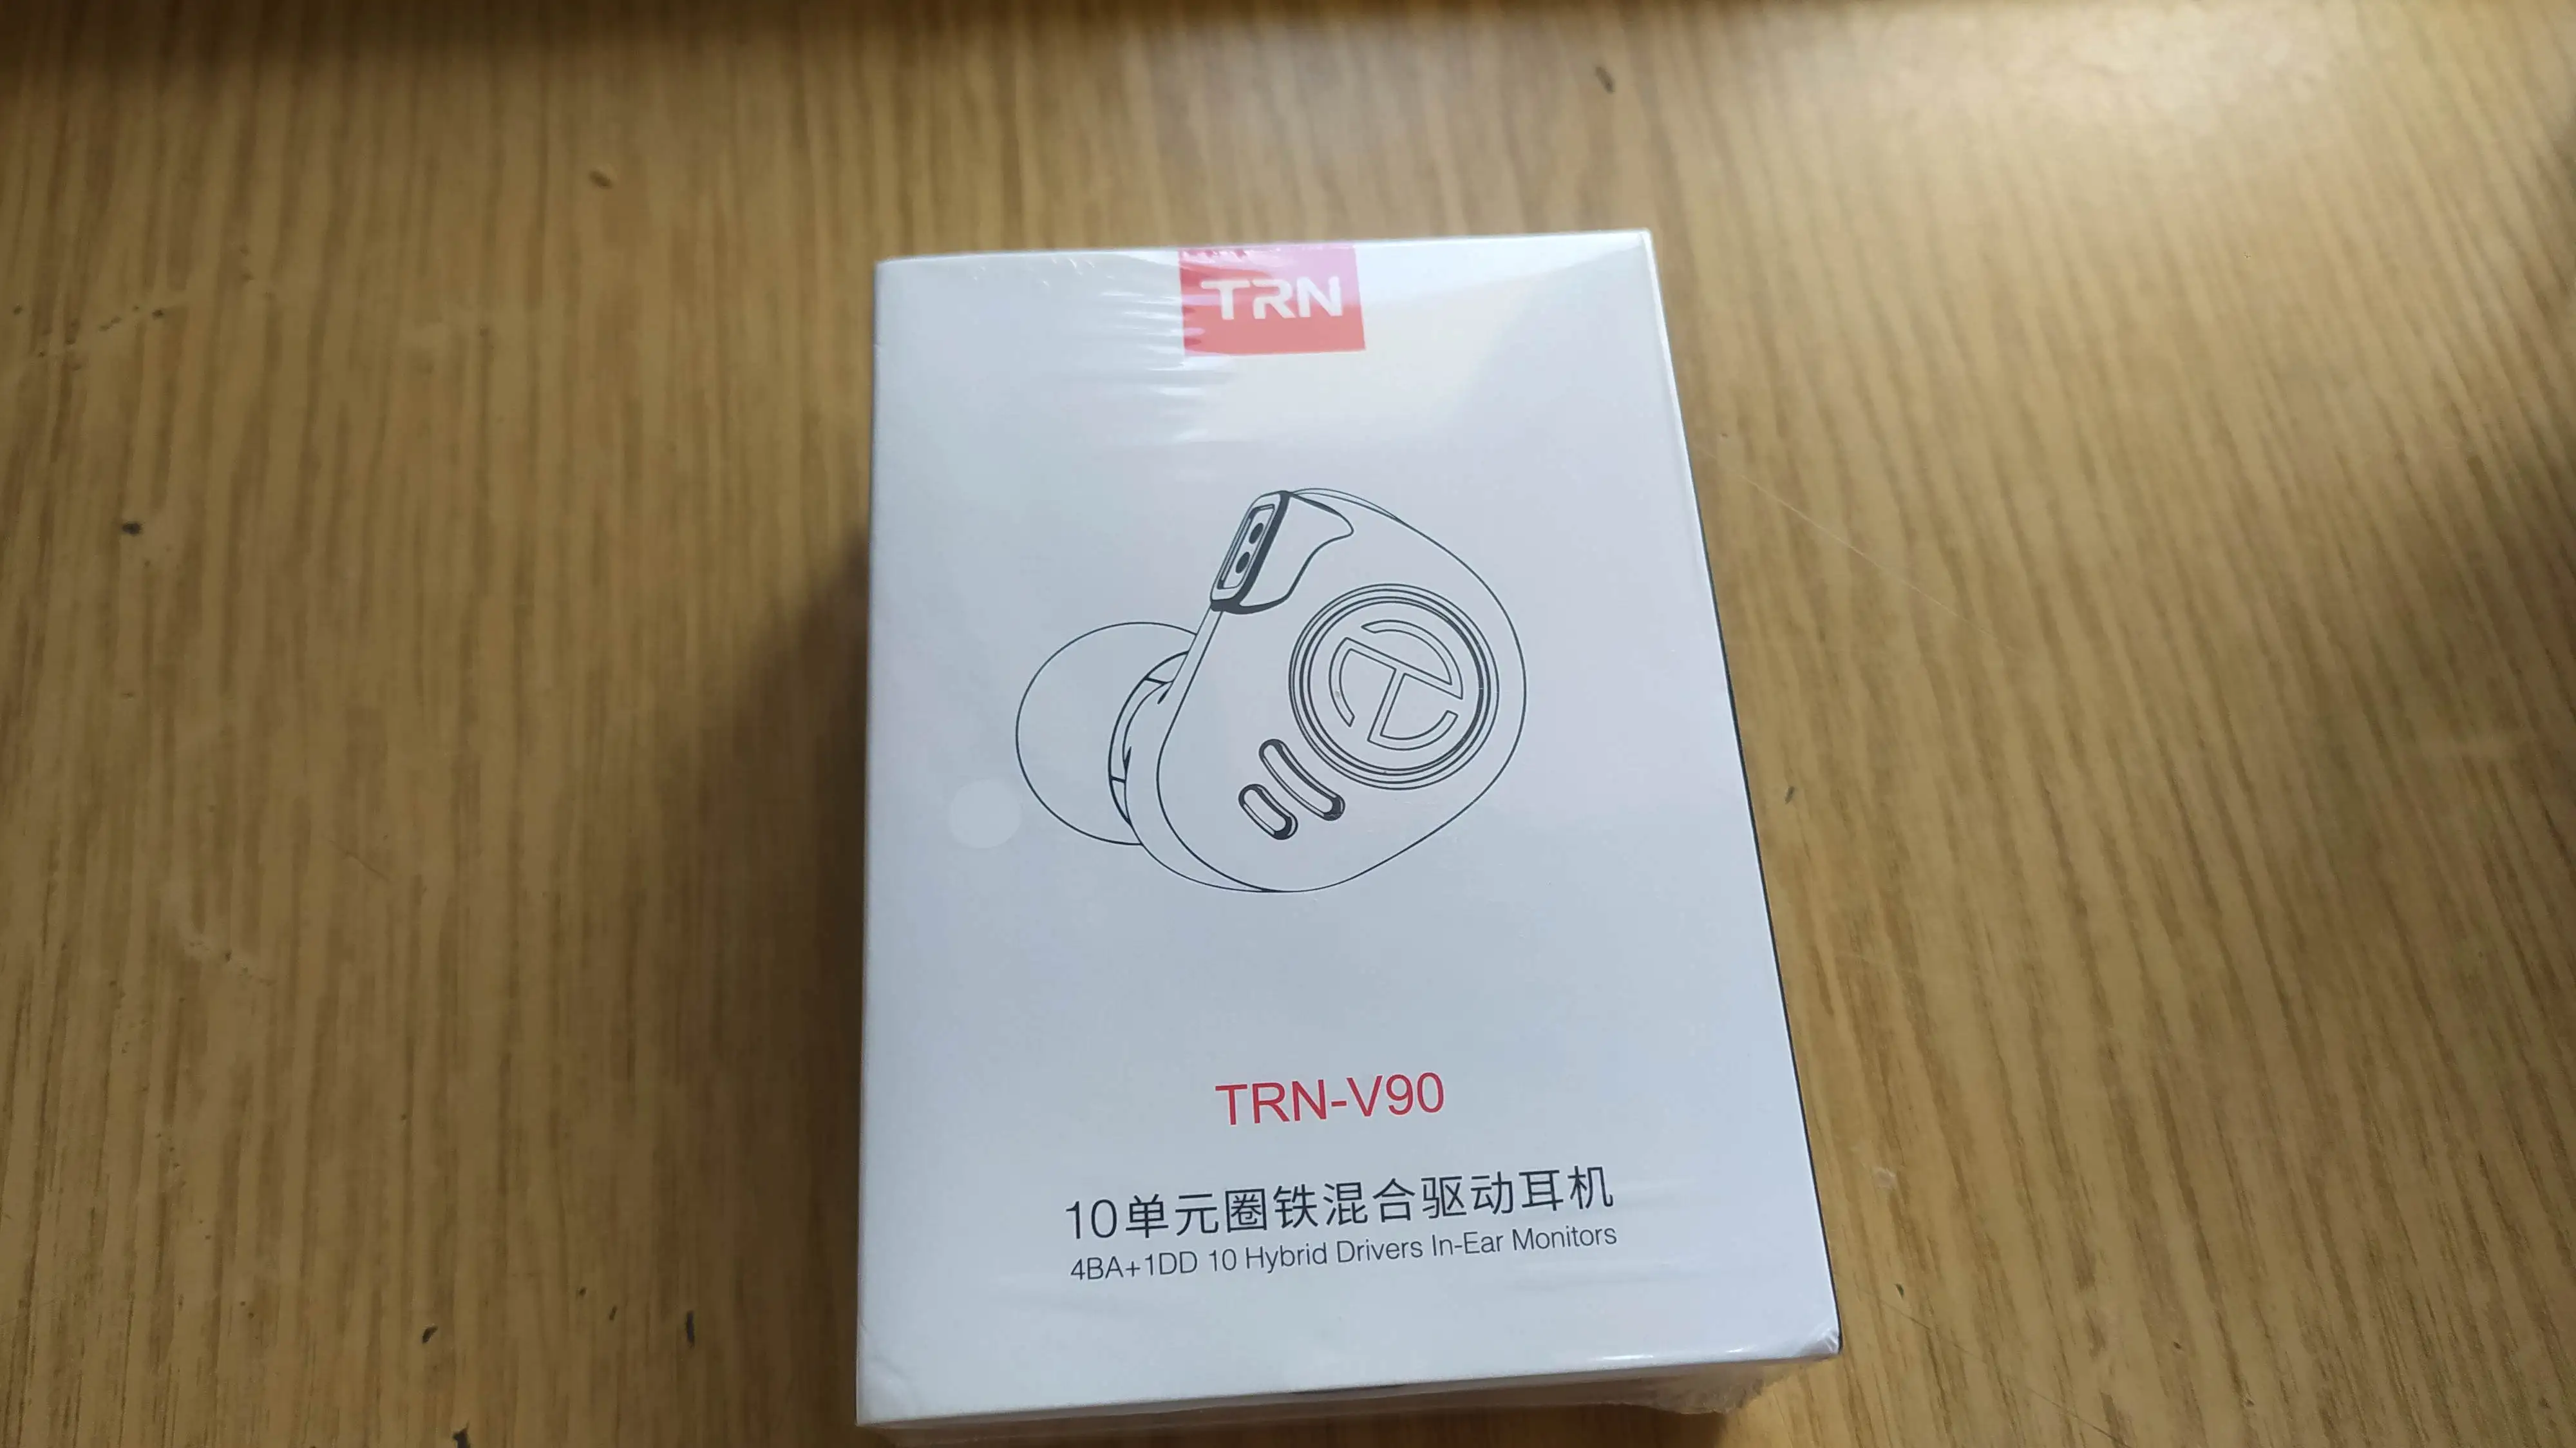 TRN
TRN-V90
10单元圈铁混合驱动耳机
4BA+1DD 10 Hybrid Drivers In-Ear Monitors